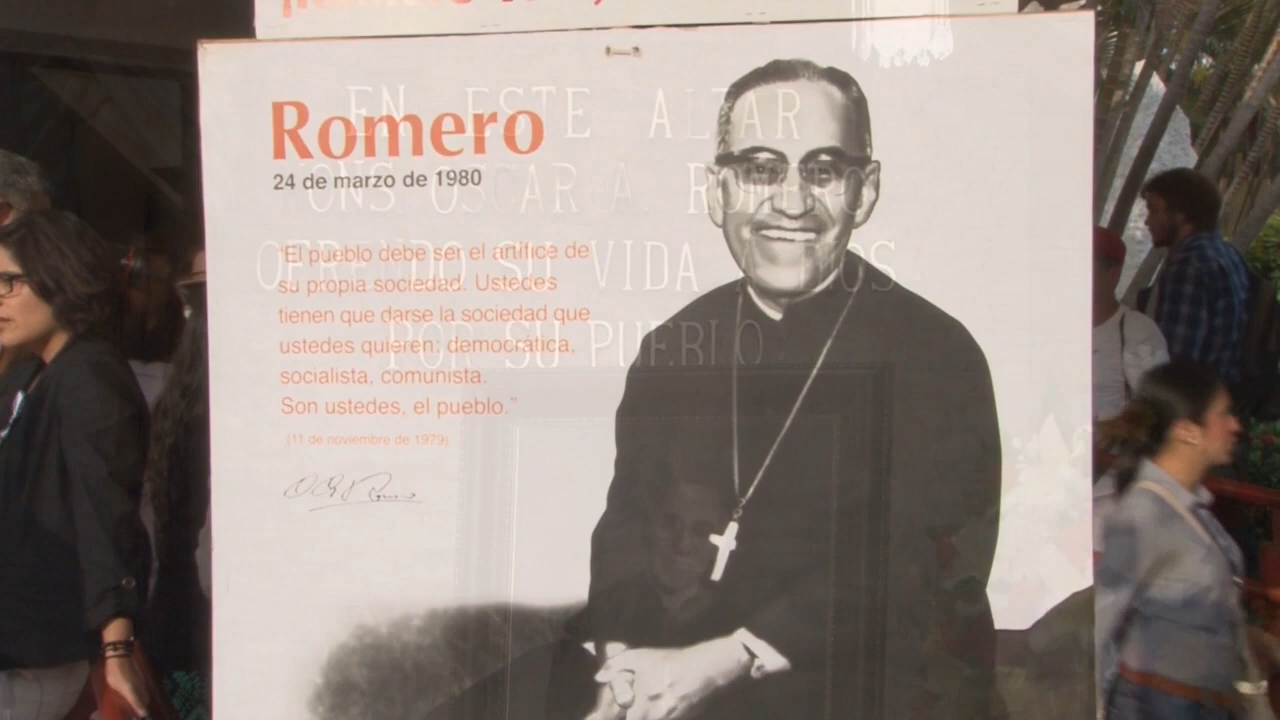 Romero
24 de marzo de 1980
"El pueblo debe ser el artífice de
su propia sociedad. Ustedes
tienen que darse la sociedad que
ustedes quieren: democrática,
socialista, comunista.
Son ustedes, el pueblo."
(11 de noviembre de 1979).
EN ESTE ALTAR
MONS OSCAR A. ROMERO
OFRENDO SU VIDA A DIOS
POR SU PUEBLO